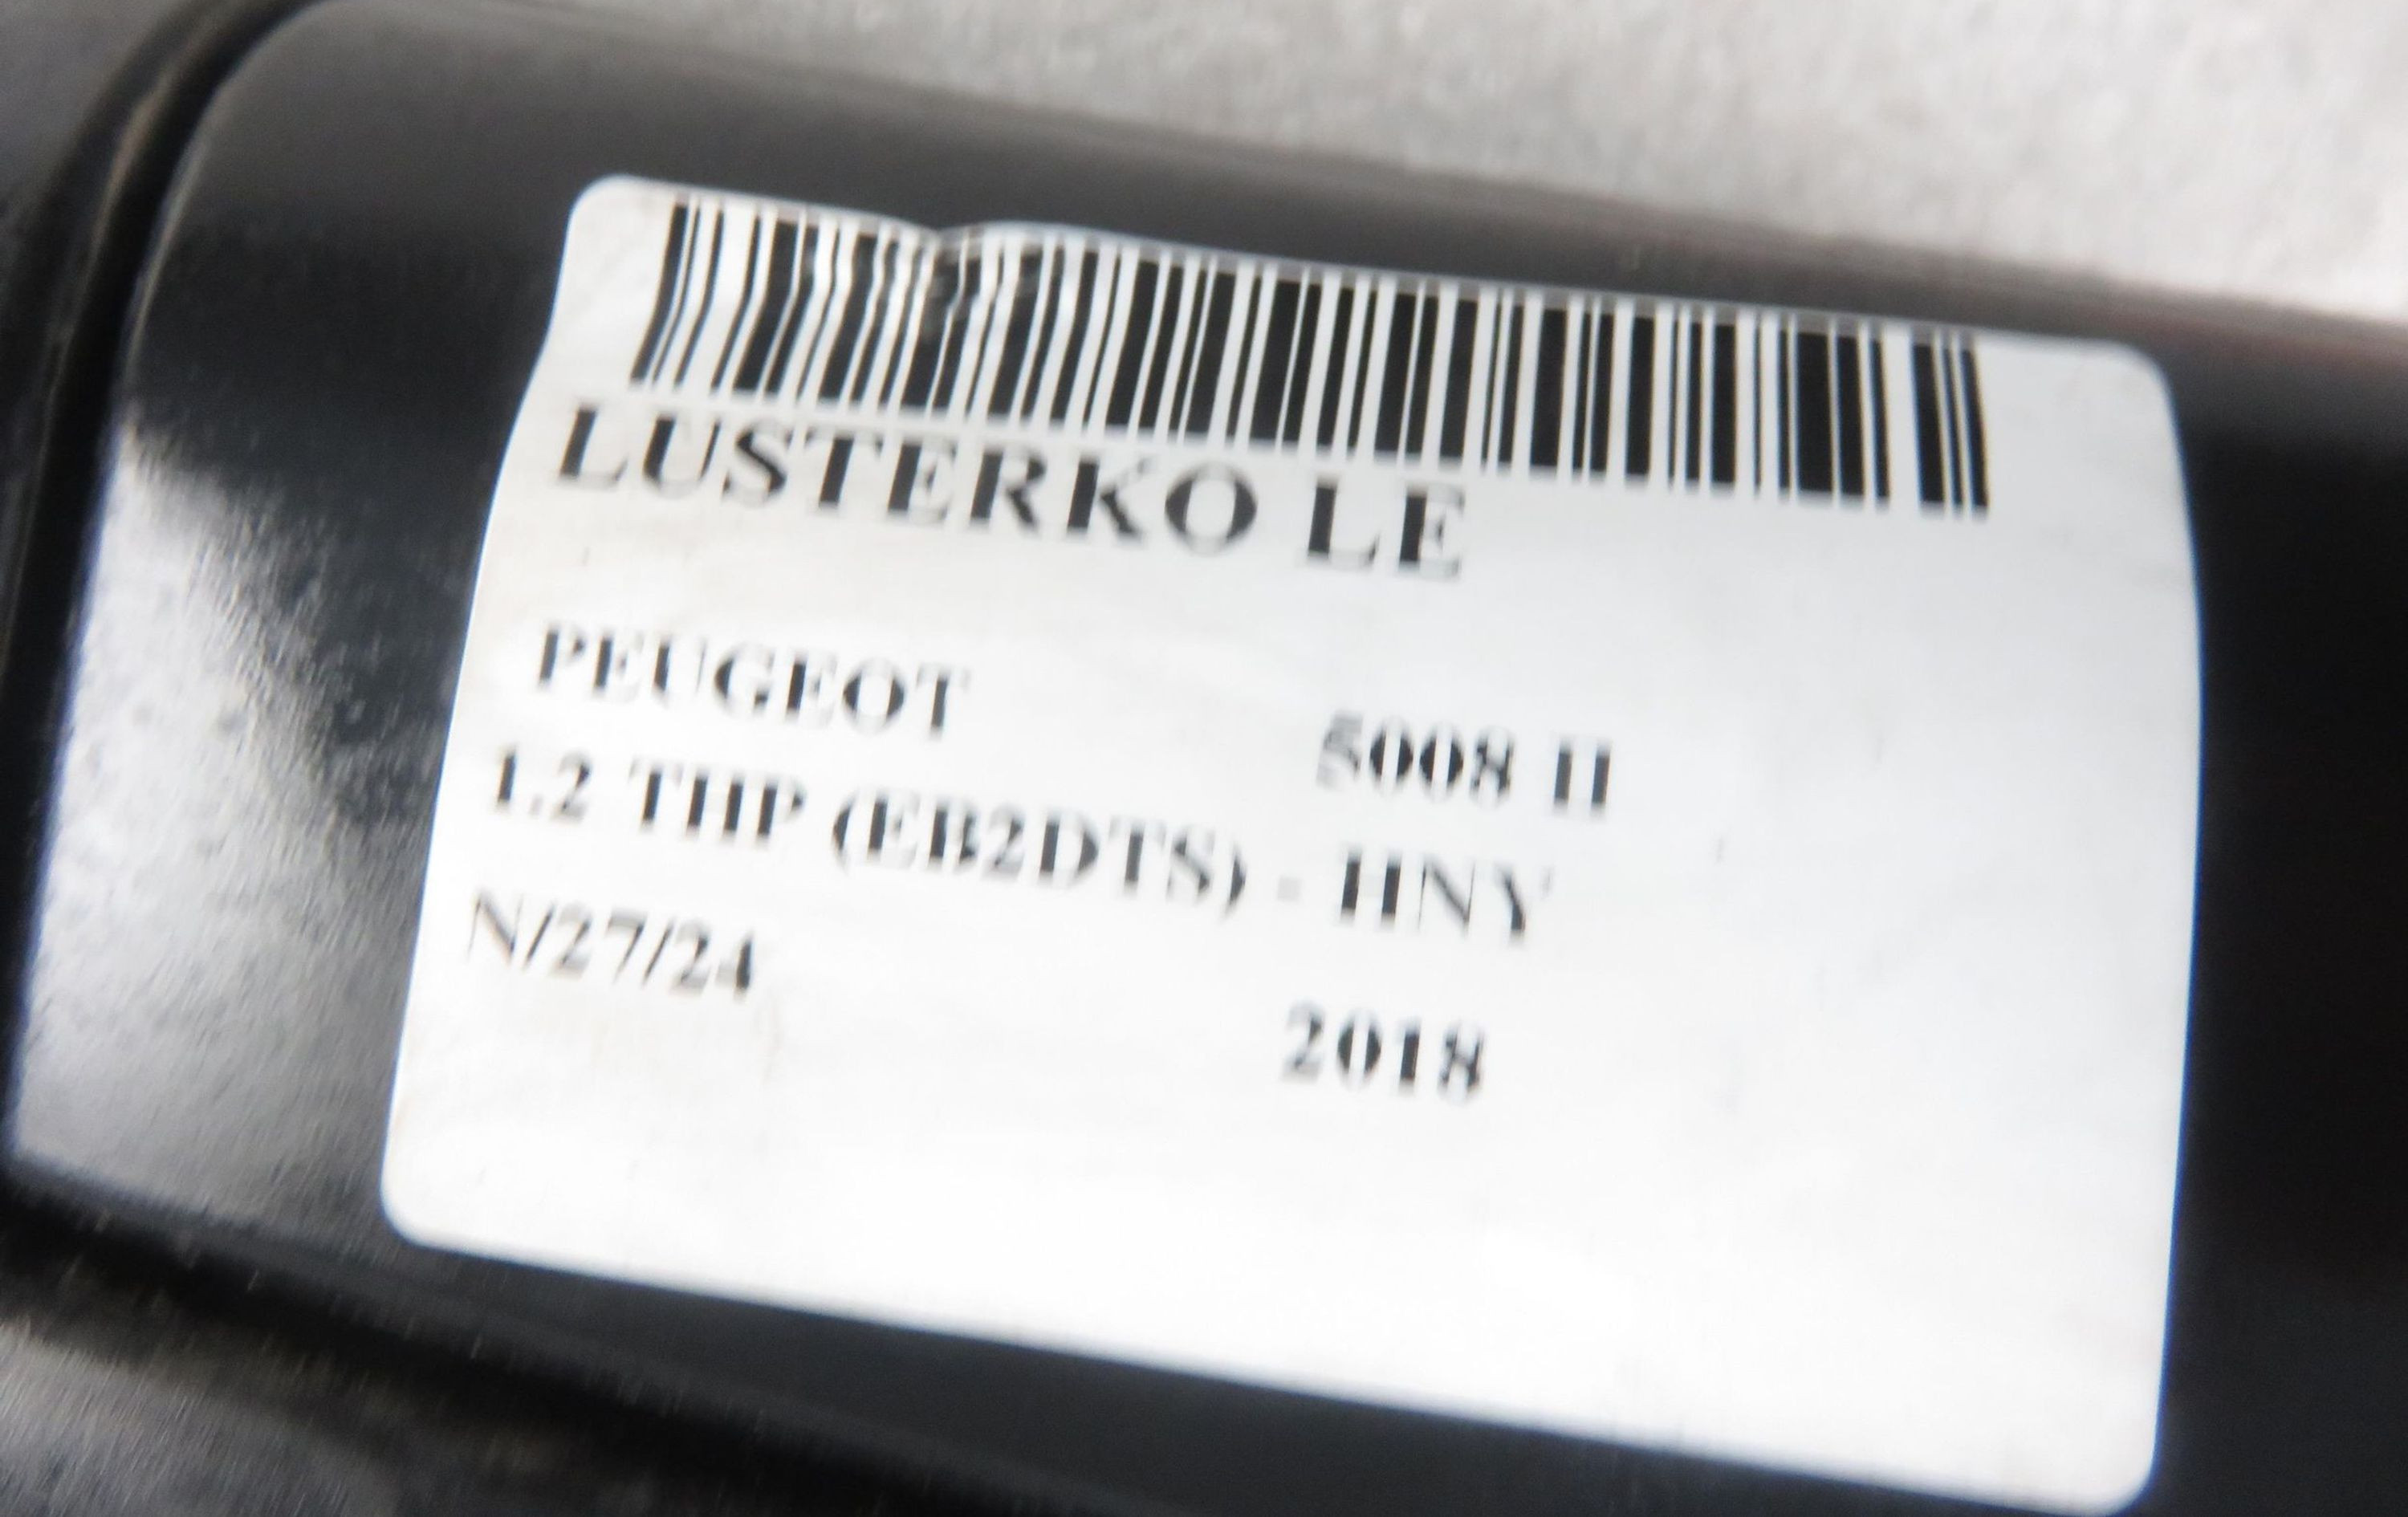 LUSTERKO LE
PEUGEOT 5008 II
1.2 THP (EB2DTS) - HNY
N/27/24 2018